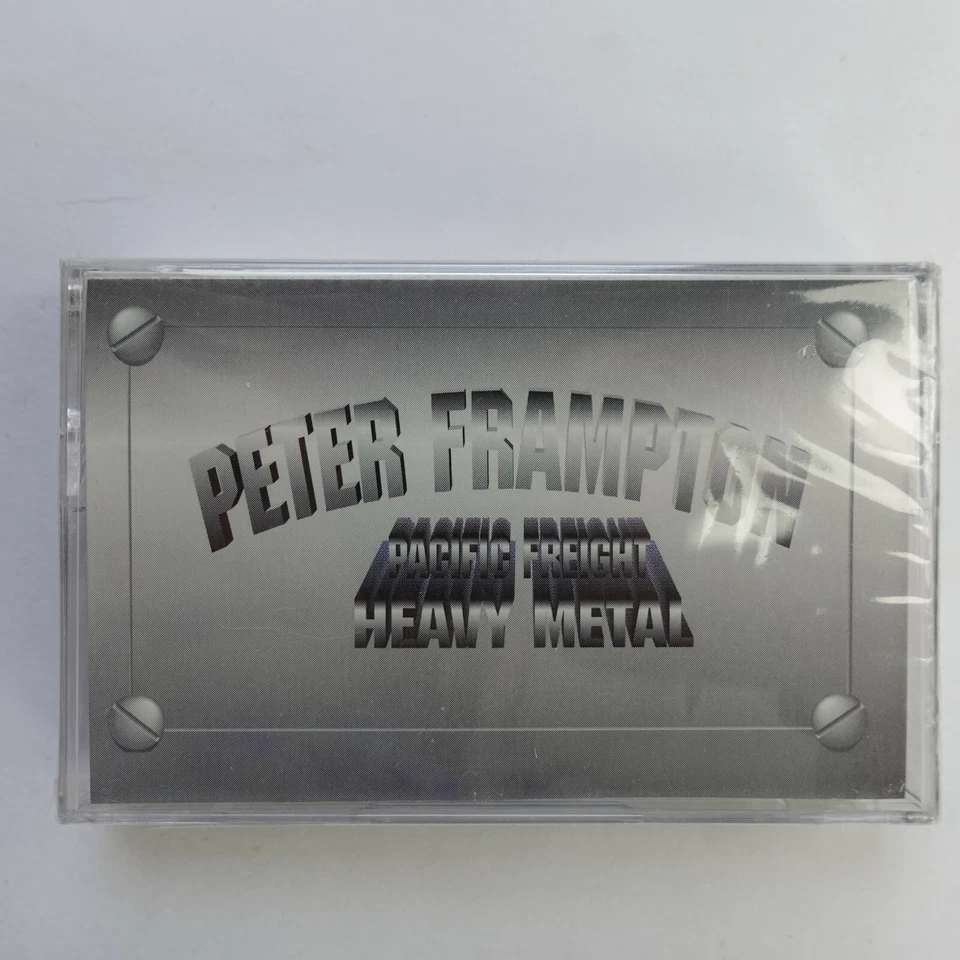 PETER FRAMPTON
PACIFIC FREIGHT
HEAVY METAL